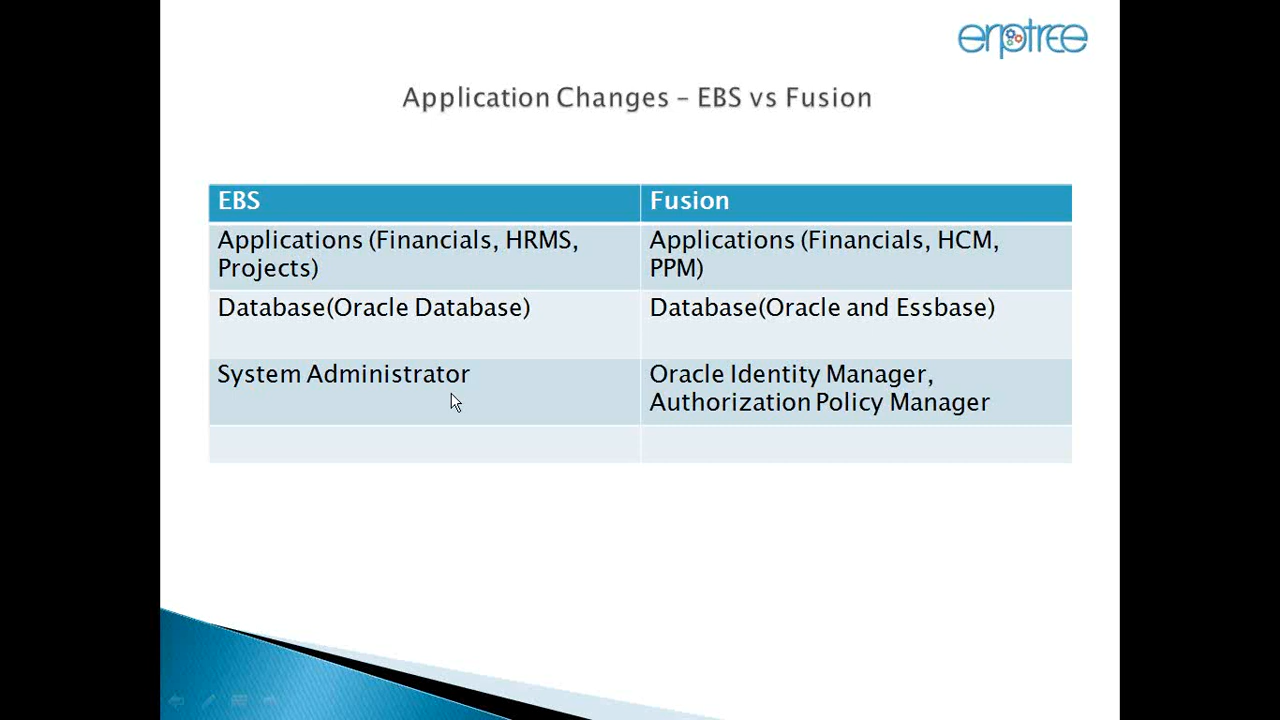 erptree
Application Changes – EBS vs Fusion
EBS
Fusion
Applications (Financials, HRMS,
Projects)
Applications (Financials, HCM,
PPM)
Database(Oracle Database)
Database(Oracle and Essbase)
System Administrator
Oracle Identity Manager,
Authorization Policy Manager